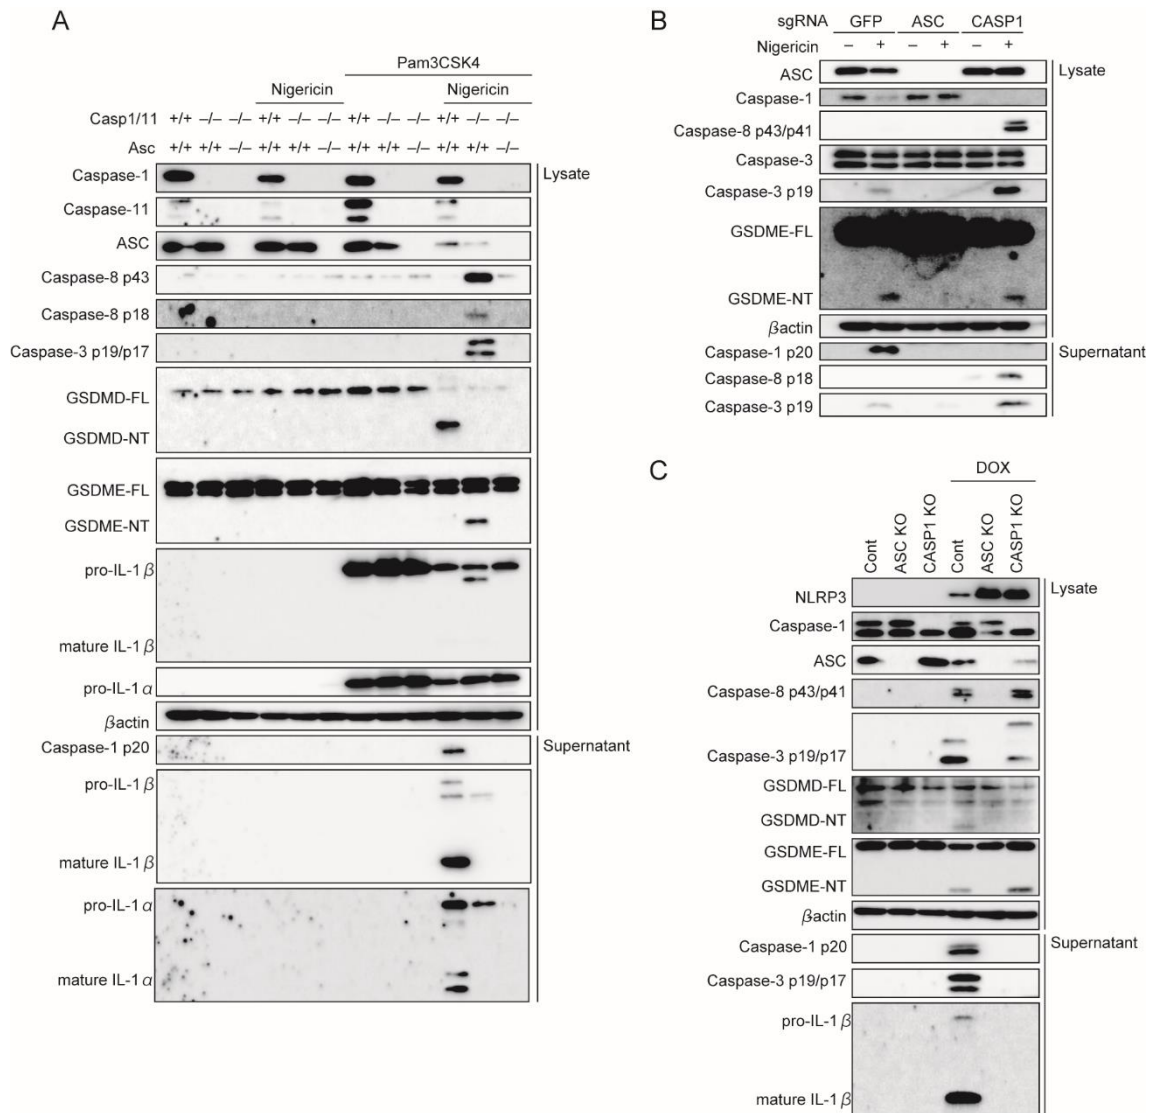 A
Pam3CSK4
Nigericin Nigericin
Casp1/11 +/+ –/– –/– +/+ –/– –/– +/+ –/– –/– +/+ –/– –/–
Asc +/+ +/+ –/– +/+ +/+ –/– +/+ +/+ –/– +/+ +/+ –/–
Caspase-1 Lysate
Caspase-11
ASC
Caspase-8 p43
Caspase-8 p18
Caspase-3 p19/p17
GSDMD-FL
GSDMD-NT
GSDME-FL
GSDME-NT
pro-IL-1β
mature IL-1β
pro-IL-1α
βactin
Caspase-1 p20 Supernatant
pro-IL-1β
mature IL-1β
pro-IL-1α
mature IL-1α
B
sgRNA GFP ASC CASP1
Nigericin – + – + – +
ASC Lysate
Caspase-1
Caspase-8 p43/p41
Caspase-3
Caspase-3 p19
GSDME-FL
GSDME-NT
βactin
Caspase-1 p20 Supernatant
Caspase-8 p18
Caspase-3 p19
C
DOX
Cont ASC KO CASP1 KO Cont ASC KO CASP1 KO
NLRP3 Lysate
Caspase-1
ASC
Caspase-8 p43/p41
Caspase-3 p19/p17
GSDMD-FL
GSDMD-NT
GSDME-FL
GSDME-NT
βactin
Caspase-1 p20 Supernatant
Caspase-3 p19/p17
pro-IL-1β
mature IL-1β